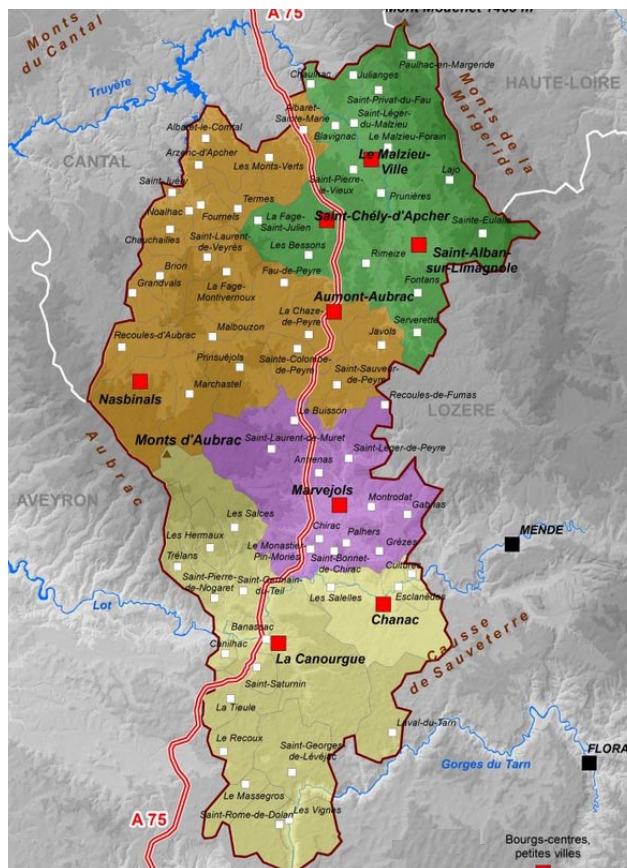 A 75
Mont Mouchet 1465 m
Monts
du Cantal
Paulhac-en-Margeride
Chaulhac
Julianges
HAUTE-LOIRE
Truyère
Saint-Privat-du-Fau
Albaret-
Sainte-Marie
Saint-Léger-
du-Malzieu
Monts de la
Margeride
Albaret-le-Comtal
Blavignac
Le Malzieu-Forain
CANTAL
Arzenc-d'Apcher
Les Monts-Verts
Le Malzieu-
Ville
Saint-Pierre-
le-Vieux
Lajo
Saint-Juéry
Termes
Prunières
Noalhac
Fournels
La Fage-
Saint-Julien
Saint-Chély-d'Apcher
Sainte-Eulalie
Chauchailles
Saint-Laurent-
de-Veyrès
Les Bessons
Rimeize
Saint-Alban-
sur-Limagnole
Brion
Fau-de-Peyre
Grandvals
La Fage-
Montivernoux
Fontans
Aumont-Aubrac
La Chaze-
de-Peyre
Recoules-d'Aubrac
Malbouzon
Javols
Serverette
Prinsuéjols
Sainte-Colombe-
de-Peyre
Saint-Sauveur-
de-Peyre
Nasbinals
Marchastel
Recoules-de-Fumas
Le Buisson
LOZERE
Aubrac
Monts d'Aubrac
Saint-Laurent-de-Muret
Saint-Léger-de-Peyre
Antrenas
AVEYRON
Marvejols
Montrodat
Gabrias
Les Salces
Chirac
Palhers
Les Hermaux
Le Monastier-
Pin-Moriès
Grèzes
MENDE
Trélans
Saint-Bonnet-
de-Chirac
Cultures
Saint-Pierre-
de-Nogaret
Saint-Germain-
du-Teil
Les Salelles
Esclanèdes
Lot
Chanac
Banassac
Canilhac
La Canourgue
Causse
de Sauveterre
Saint-Saturnin
La Tieule
Laval-du-Tarn
Le Recoux
Saint-Georges-
de-Lévéjac
Gorges du Tarn
FLORA
Le Massegros
A 75
Saint-Rome-de-Dolan
Les Vignes
Bourgs-centres,
petites villes